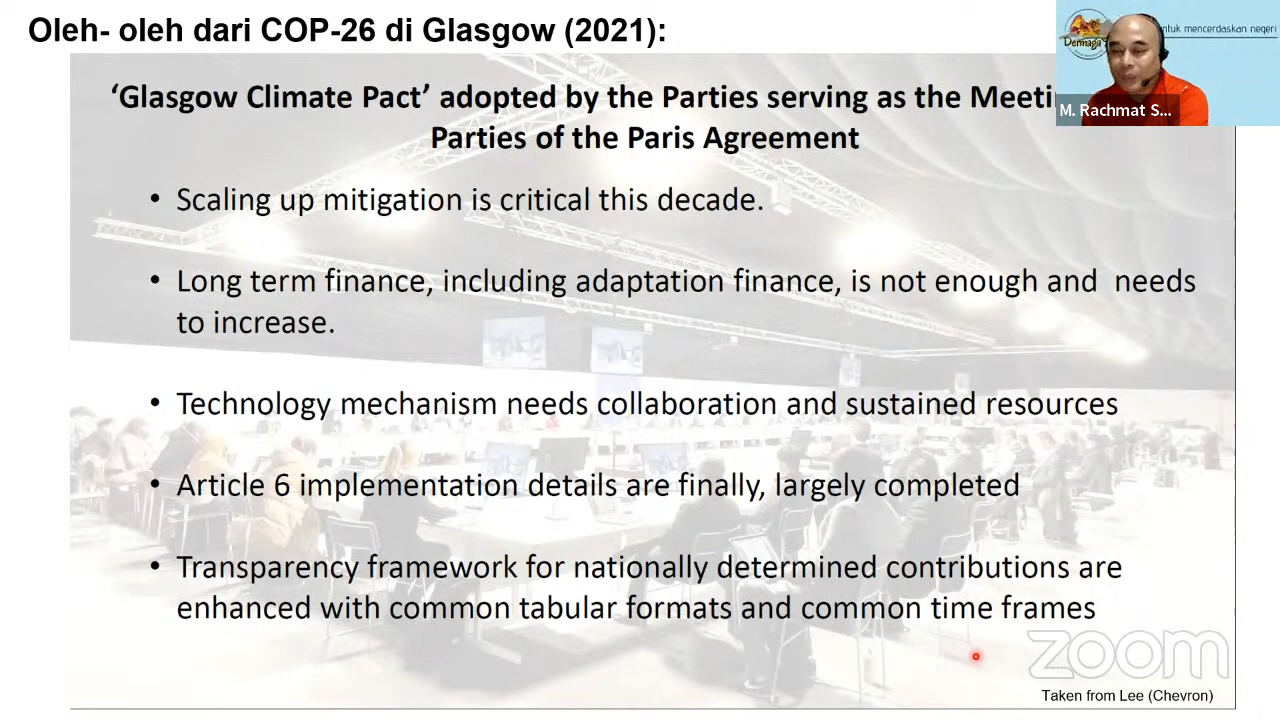 Oleh- oleh dari COP-26 di Glasgow (2021):
untuk mencerdaskan negeri
Dermaga
M. Rachmat S...
‘Glasgow Climate Pact’ adopted by the Parties serving as the
Parties of the Paris Agreement
• Scaling up mitigation is critical this decade.
• Long term finance, including adaptation finance, is not enough and needs
to increase.
• Technology mechanism needs collaboration and sustained resources
• Article 6 implementation details are finally, largely completed
• Transparency framework for nationally determined contributions are
enhanced with common tabular formats and common time frames
zoom
Taken from Lee (Chevron)